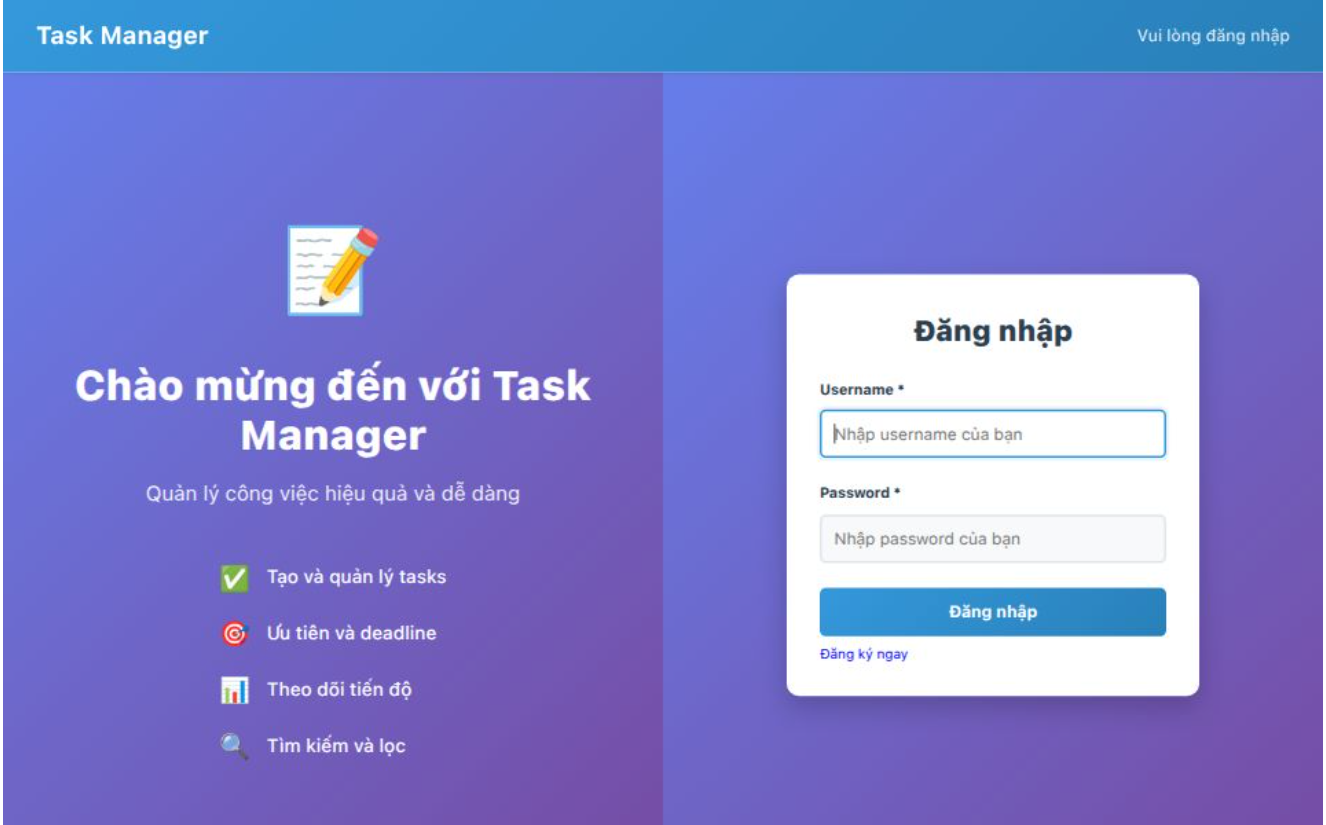 Task Manager
Vui lòng đăng nhập
Chào mừng đến với Task
Manager
Quản lý công việc hiệu quả và dễ dàng
Tạo và quản lý tasks
Ưu tiên và deadline
Theo dõi tiến độ
Tìm kiếm và lọc
Đăng nhập
Username *
Nhập username của bạn
Password *
Nhập password của bạn
Đăng nhập
Đăng ký ngay